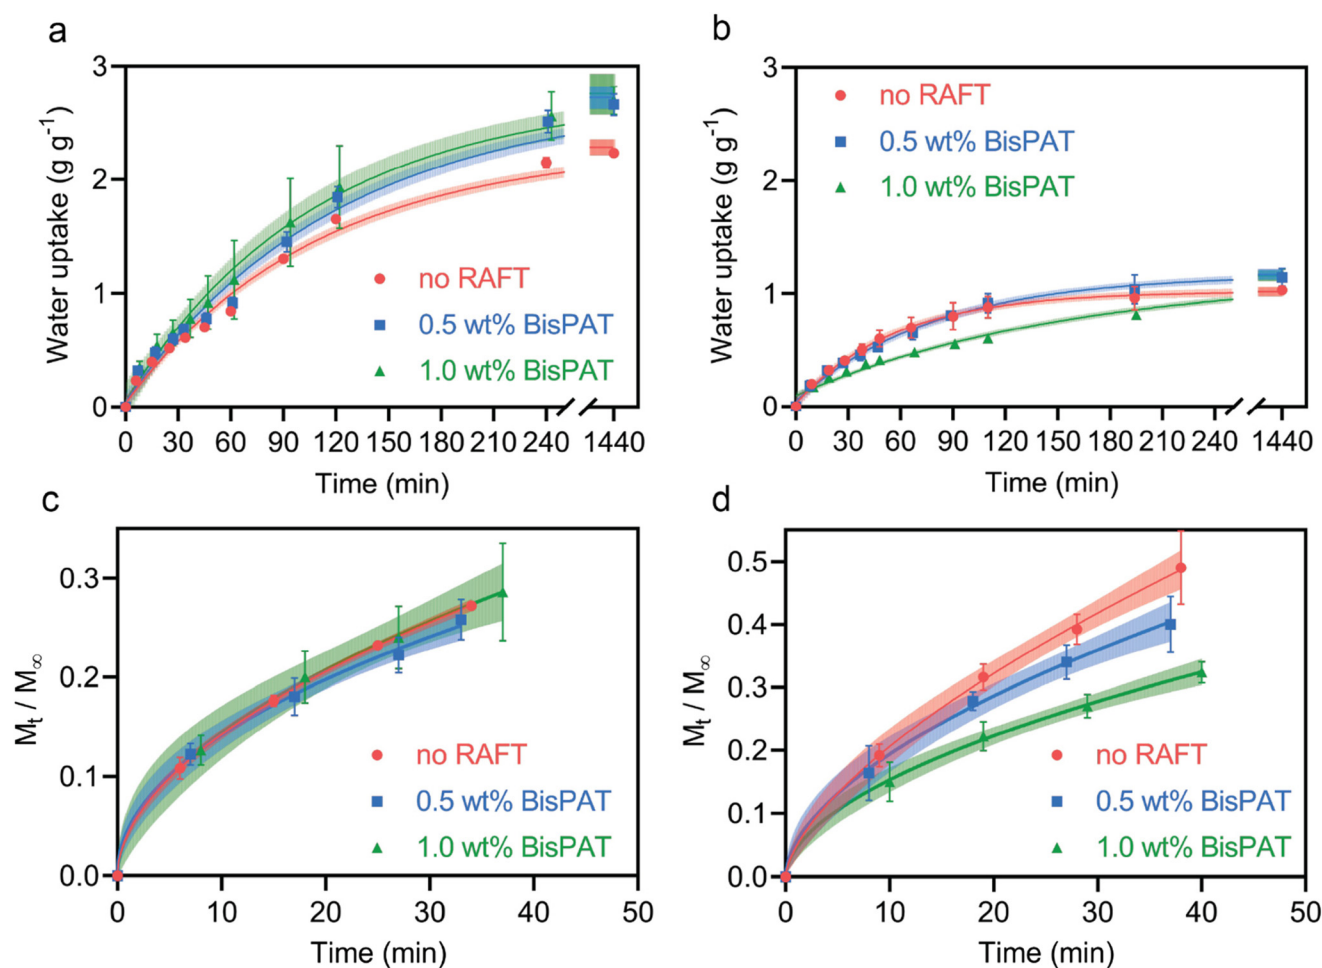 a
3
2
1
0
Water uptake (g g⁻¹)
no RAFT
0.5 wt% BisPAT
1.0 wt% BisPAT
0 30 60 90 120 150 180 210 240 1440
Time (min)
b
3
2
1
0
Water uptake (g g⁻¹)
no RAFT
0.5 wt% BisPAT
1.0 wt% BisPAT
0 30 60 90 120 150 180 210 240 1440
Time (min)
c
0.3
0.2
0.1
0.0
Mₜ / M∞
no RAFT
0.5 wt% BisPAT
1.0 wt% BisPAT
0 10 20 30 40 50
Time (min)
d
0.5
0.4
0.3
0.2
0.1
0.0
Mₜ / M∞
no RAFT
0.5 wt% BisPAT
1.0 wt% BisPAT
0 10 20 30 40 50
Time (min)